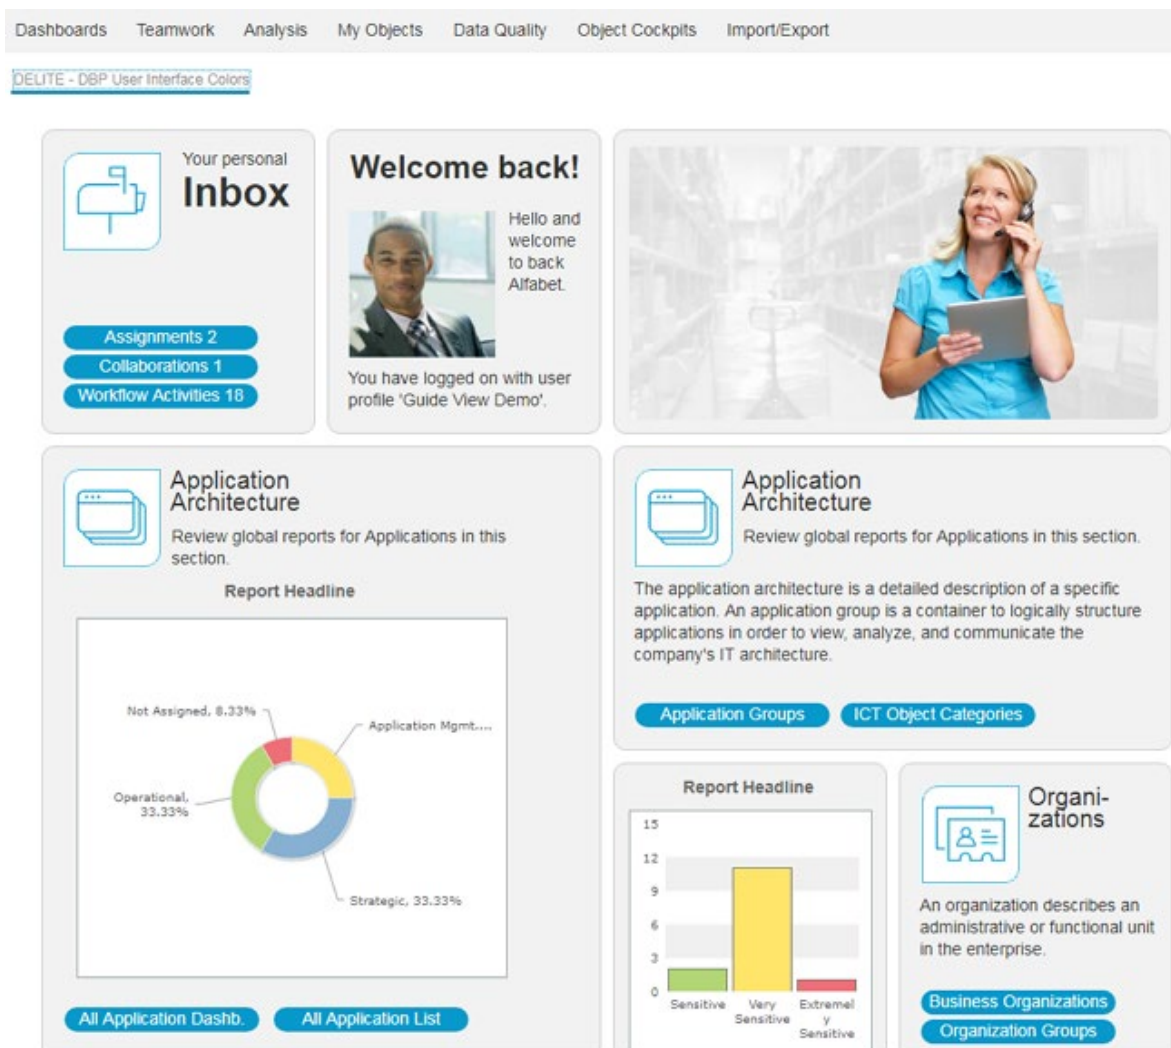 Dashboards Teamwork Analysis My Objects Data Quality Object Cockpits Import/Export
DELITE - DBP User Interface Colors
Your personal
Inbox
Assignments 2
Collaborations 1
Workflow Activities 18
Welcome back!
Hello and
welcome
to back
Alfabet.
You have logged on with user
profile 'Guide View Demo'.
Application
Architecture
Review global reports for Applications in this
section.
Report Headline
Not Assigned, 8.33%
Application Mgmt....
Operational,
33.33%
Strategic, 33.33%
All Application Dashb. All Application List
Application
Architecture
Review global reports for Applications in this section.
The application architecture is a detailed description of a specific
application. An application group is a container to logically structure
applications in order to view, analyze, and communicate the
company's IT architecture.
Application Groups ICT Object Categories
Report Headline
15
12
9
6
3
0
Sensitive Very Extremel
Sensitive y
Sensitive
Organi-
zations
An organization describes an
administrative or functional unit
in the enterprise.
Business Organizations
Organization Groups